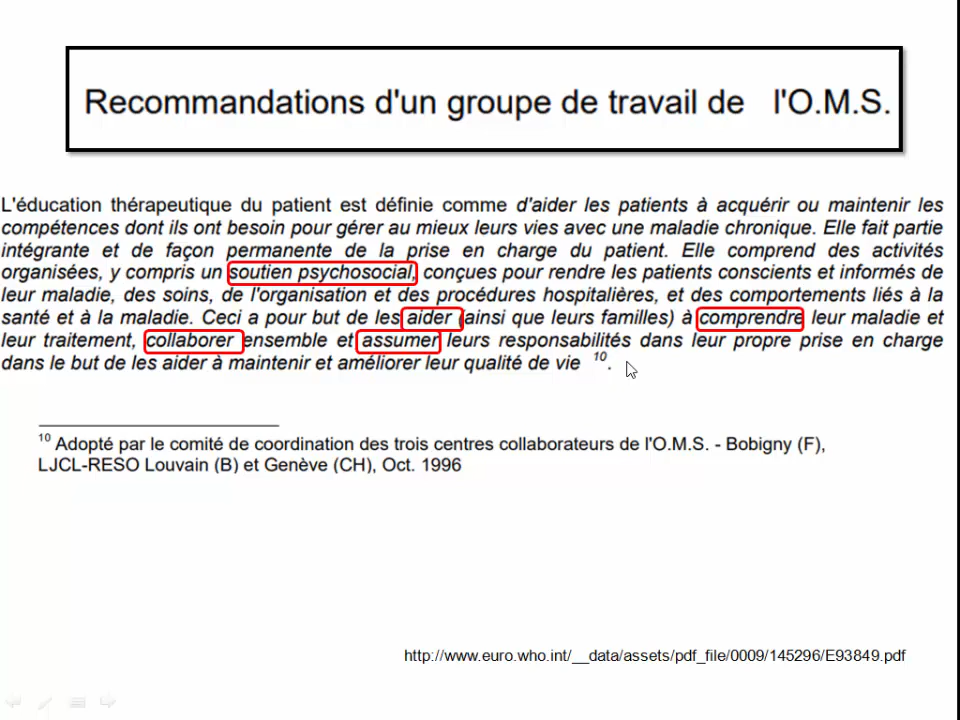 Recommandations d'un groupe de travail de l'O.M.S.
L'éducation thérapeutique du patient est définie comme d'aider les patients à acquérir ou maintenir les
compétences dont ils ont besoin pour gérer au mieux leurs vies avec une maladie chronique. Elle fait partie
intégrante et de façon permanente de la prise en charge du patient. Elle comprend des activités
organisées, y compris un soutien psychosocial, conçues pour rendre les patients conscients et informés de
leur maladie, des soins, de l'organisation et des procédures hospitalières, et des comportements liés à la
santé et à la maladie. Ceci a pour but de les aider (ainsi que leurs familles) à comprendre leur maladie et
leur traitement, collaborer ensemble et assumer leurs responsabilités dans leur propre prise en charge
dans le but de les aider à maintenir et améliorer leur qualité de vie 10.
10 Adopté par le comité de coordination des trois centres collaborateurs de l'O.M.S. - Bobigny (F),
LJCL-RESO Louvain (B) et Genève (CH), Oct. 1996
http://www.euro.who.int/__data/assets/pdf_file/0009/145296/E93849.pdf